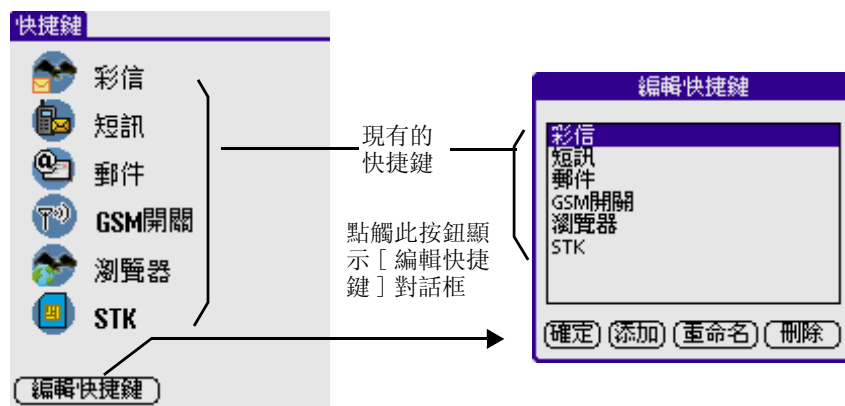 快捷鍵
彩信
短訊
郵件
GSM開關
瀏覽器
STK
編輯快捷鍵
現有的
快捷鍵
點觸此按鈕顯
示［編輯快捷
鍵］對話框
編輯快捷鍵
彩信
短訊
郵件
GSM開關
瀏覽器
STK
確定
添加
重命名
刪除